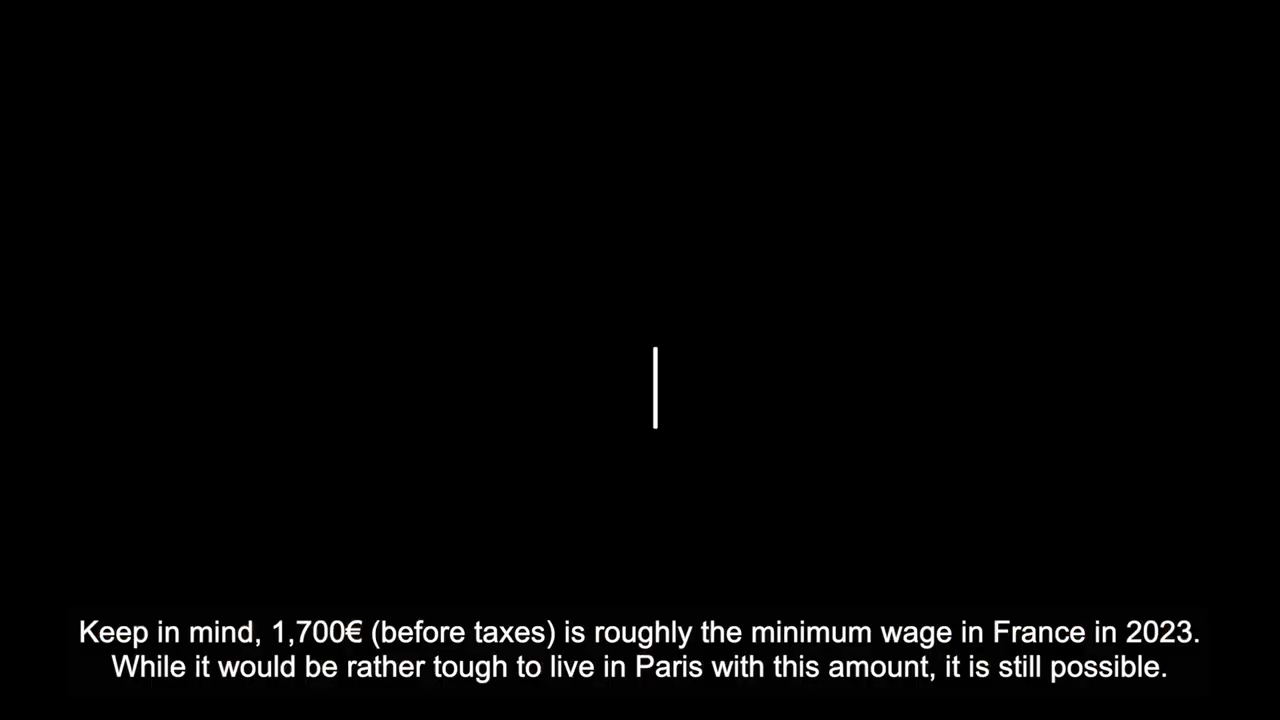 Keep in mind, 1,700€ (before taxes) is roughly the minimum wage in France in 2023.
While it would be rather tough to live in Paris with this amount, it is still possible.